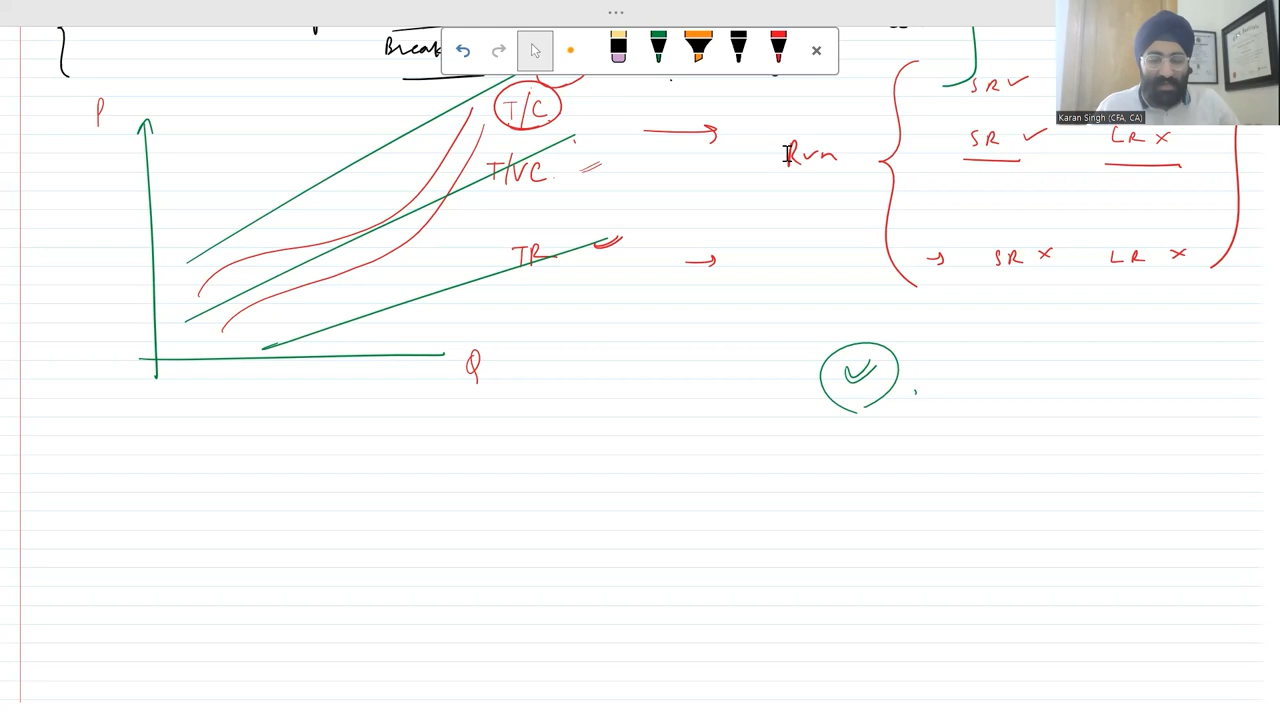 Break
P
T/C
SR ✓
Run
SR ✓ LR ×
T/VC
TR
→ SR × LR ×
Q
Karan Singh (CFA, CA)